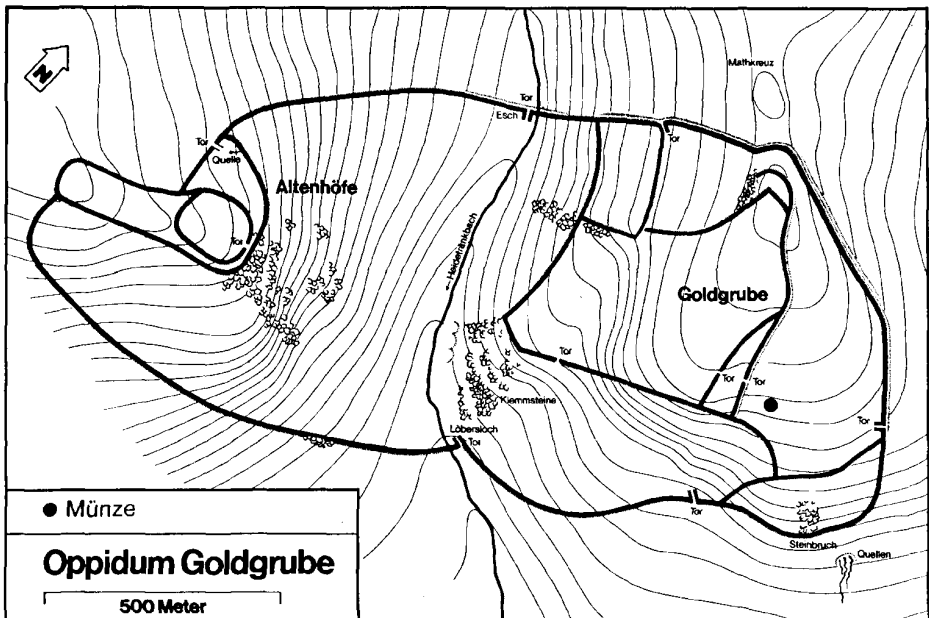 N
Mathkreuz
Tor
Esch
Tor
Tor
Quelle
Altenhöfe
Tor
← Heidetränkbach
Goldgrube
Tor
Tor
Tor
Klemmsteine
Löbersloch
Tor
Tor
Tor
Steinbruch
Quellen
● Münze
Oppidum Goldgrube
500 Meter